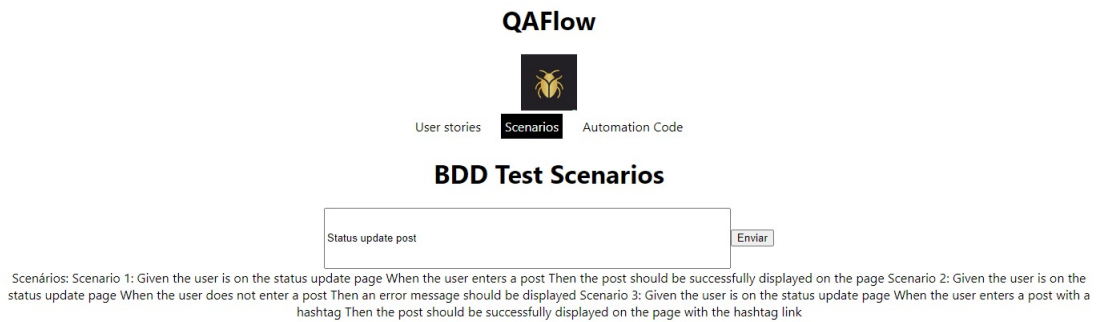 QAFlow
User stories Scenarios Automation Code
BDD Test Scenarios
Status update post Enviar
Scenários: Scenario 1: Given the user is on the status update page When the user enters a post Then the post should be successfully displayed on the page Scenario 2: Given the user is on the
status update page When the user does not enter a post Then an error message should be displayed Scenario 3: Given the user is on the status update page When the user enters a post with a
hashtag Then the post should be successfully displayed on the page with the hashtag link